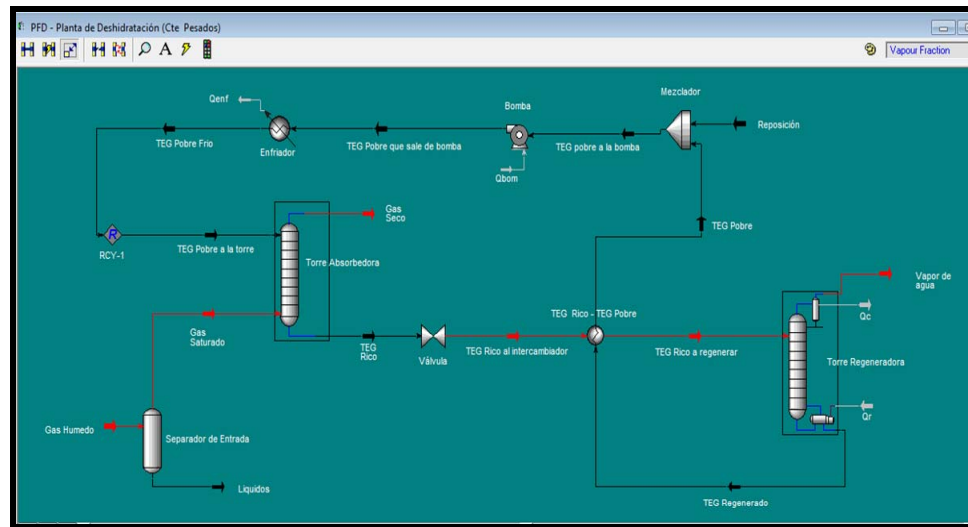 PFD - Planta de Deshidratación (Cte Pesados)
A
Vapour Fraction
Qenf
Enfriador
TEG Pobre Frio
TEG Pobre que sale de bomba
Bomba
Qbom
TEG pobre a la bomba
Mezclador
Reposición
TEG Pobre
R
RCY-1
TEG Pobre a la torre
Gas
Seco
Torre Absorbedora
Gas
Saturado
TEG
Rico
Válvula
TEG Rico al intercambiador
TEG Rico - TEG Pobre
TEG Rico a regenerar
Vapor de
agua
Qc
Torre Regeneradora
Qr
TEG Regenerado
Gas Humedo
Separador de Entrada
Liquidos